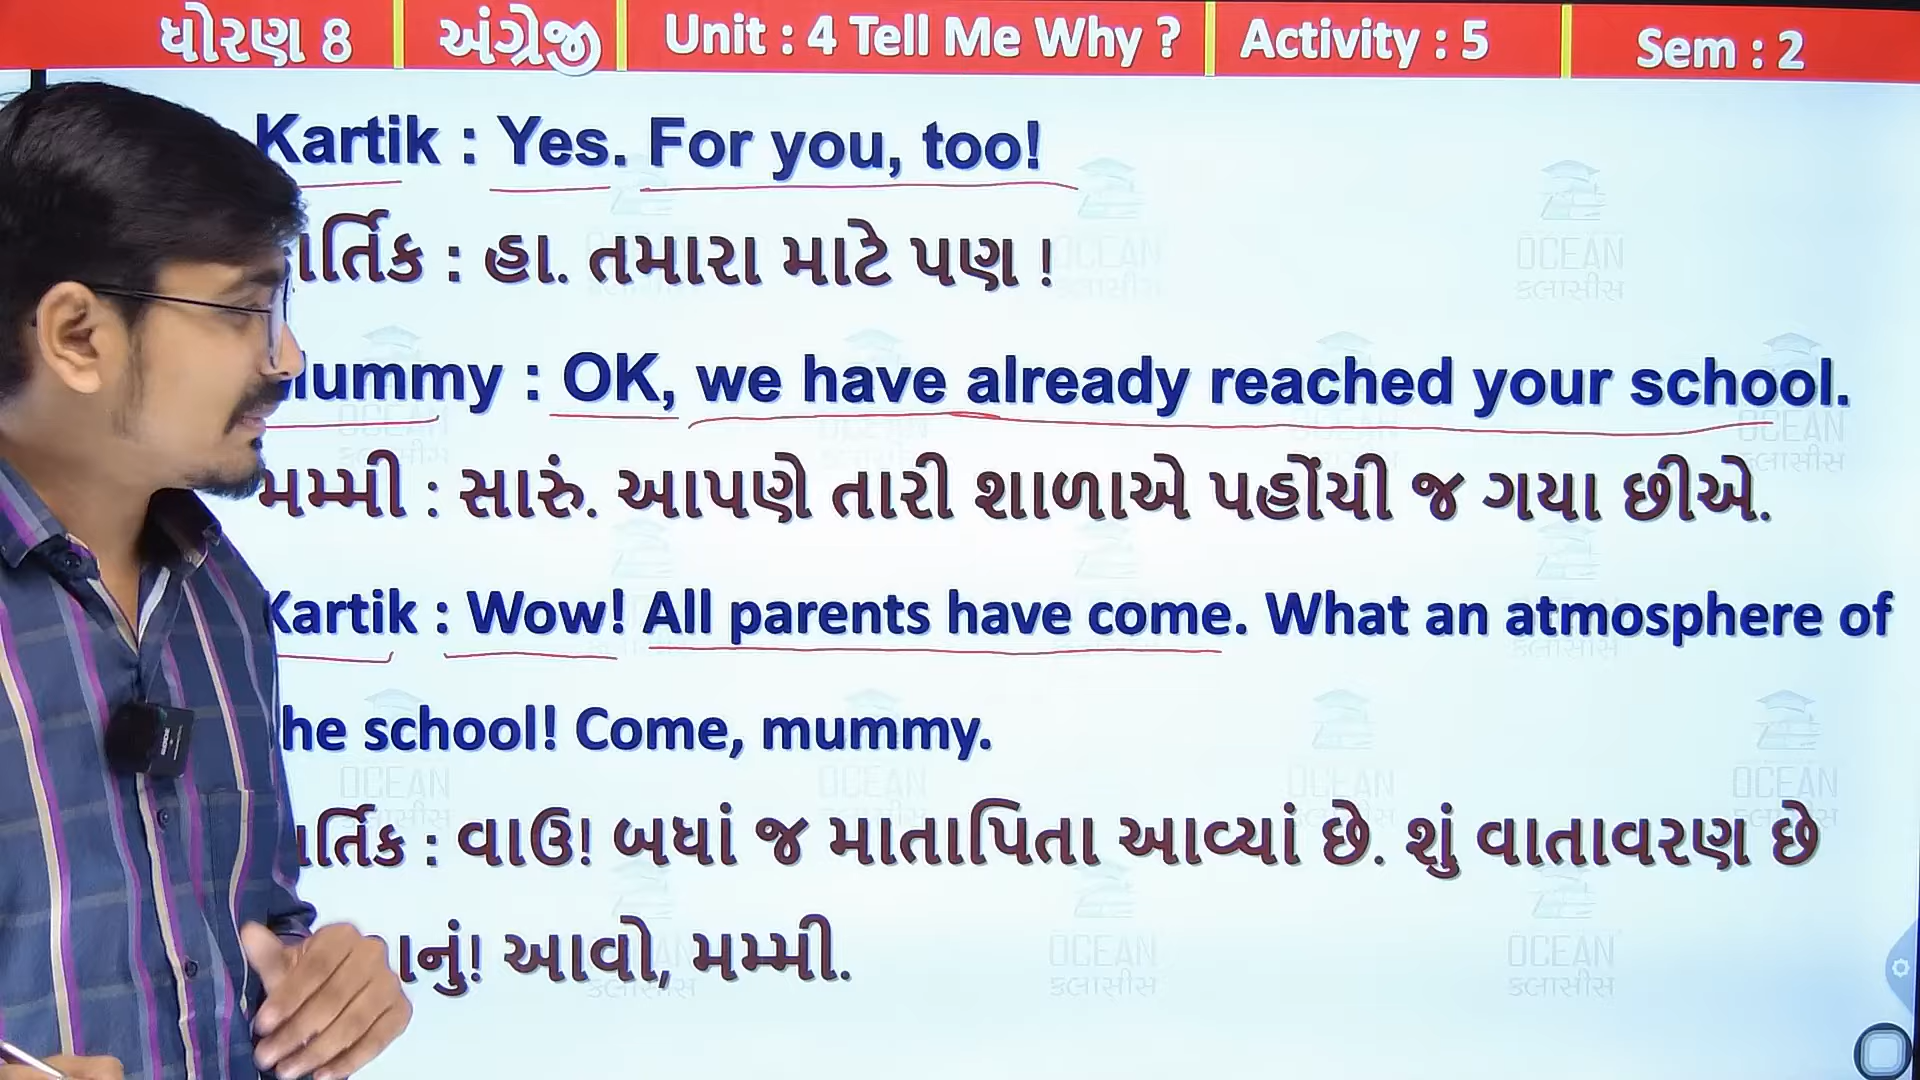 ધોરણ 8 અંગ્રેજી Unit : 4 Tell Me Why ? Activity : 5 Sem : 2
Kartik : Yes. For you, too!
: હા. તમારા માટે પણ !
: OK, we have already reached your school.
મમ્મી : સારું. આપણે તારી શાળાએ પહોંચી જ ગયા છીએ.
Kartik : Wow! All parents have come. What an atmosphere of
school! Come, mummy.
: વાઉ! બધાં જ માતાપિતા આવ્યાં છે. શું વાતાવરણ છે
આવો, મમ્મી.
OCEAN
ક્લાસીસ